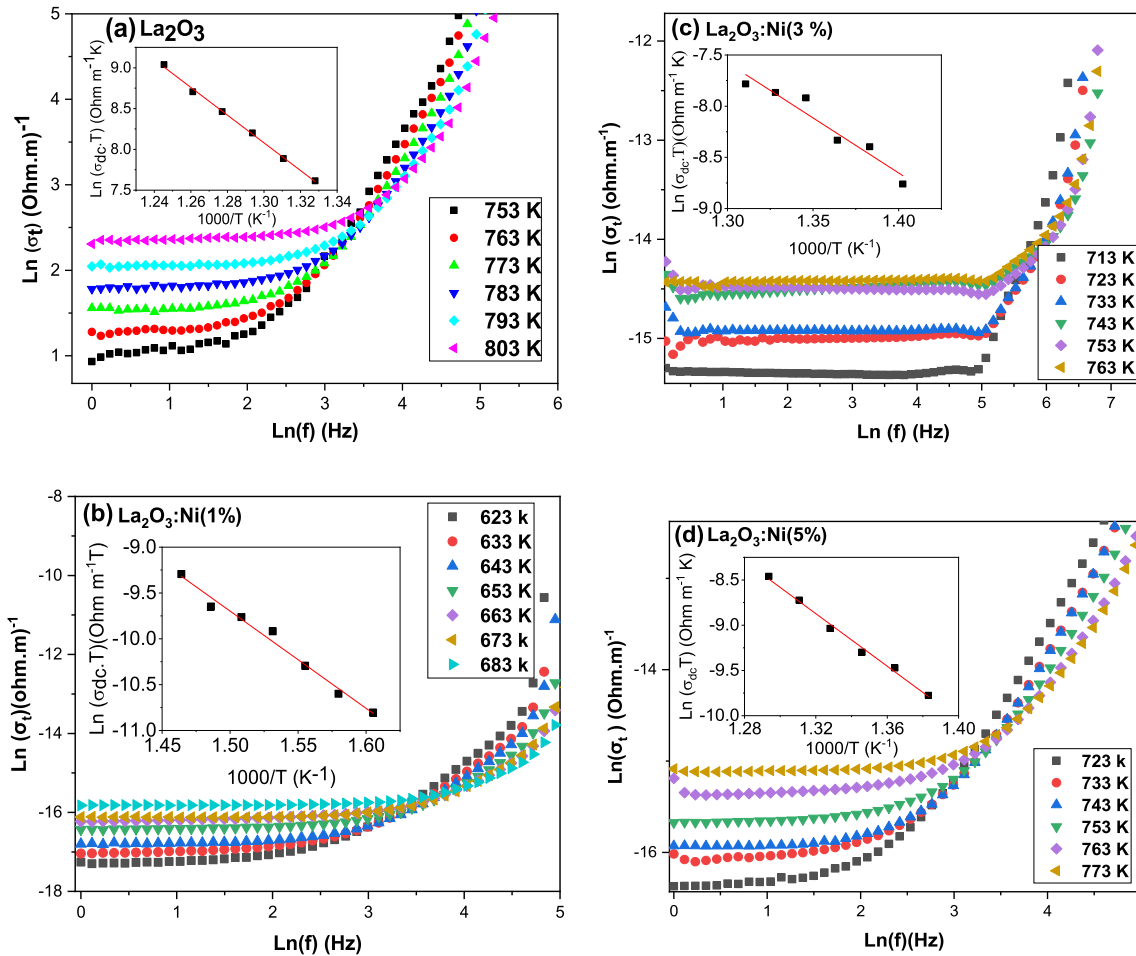 (a) La2O3
Ln (σt) (Ohm.m)-1
5
4
3
2
1
0 1 2 3 4 5 6
Ln(f) (Hz)
Ln (σdc.T) (Ohm m-1K)
9.0
8.5
8.0
7.5
1.24 1.26 1.28 1.30 1.32 1.34
1000/T (K-1)
753 K
763 K
773 K
783 K
793 K
803 K
(c) La2O3:Ni(3 %)
Ln (σt) (Ohm.m-1)
-12
-13
-14
-15
1 2 3 4 5 6 7
Ln (f) (Hz)
Ln (σdc.T)(Ohm m-1 K)
-7.5
-8.0
-8.5
-9.0
1.30 1.35 1.40
1000/T (K-1)
713 K
723 K
733 K
743 K
753 K
763 K
(b) La2O3:Ni(1%)
Ln (σt)(ohm.m)-1
-8
-10
-12
-14
-16
-18
0 1 2 3 4 5
Ln(f) (Hz)
Ln (σdc.T)(Ohm m-1T)
-9.0
-9.5
-10.0
-10.5
-11.0
1.45 1.50 1.55 1.60
1000/T (K-1)
623 k
633 K
643 K
653 K
663 K
673 k
683 k
(d) La2O3:Ni(5%)
Ln(σt ) (Ohm.m)-1
-14
-16
0 1 2 3 4
Ln(f)(Hz)
Ln (σdc.T) (Ohm m-1 K)
-8.5
-9.0
-9.5
-10.0
1.28 1.32 1.36 1.40
1000/T (K-1)
723 k
733 K
743 K
753 K
763 K
773 K